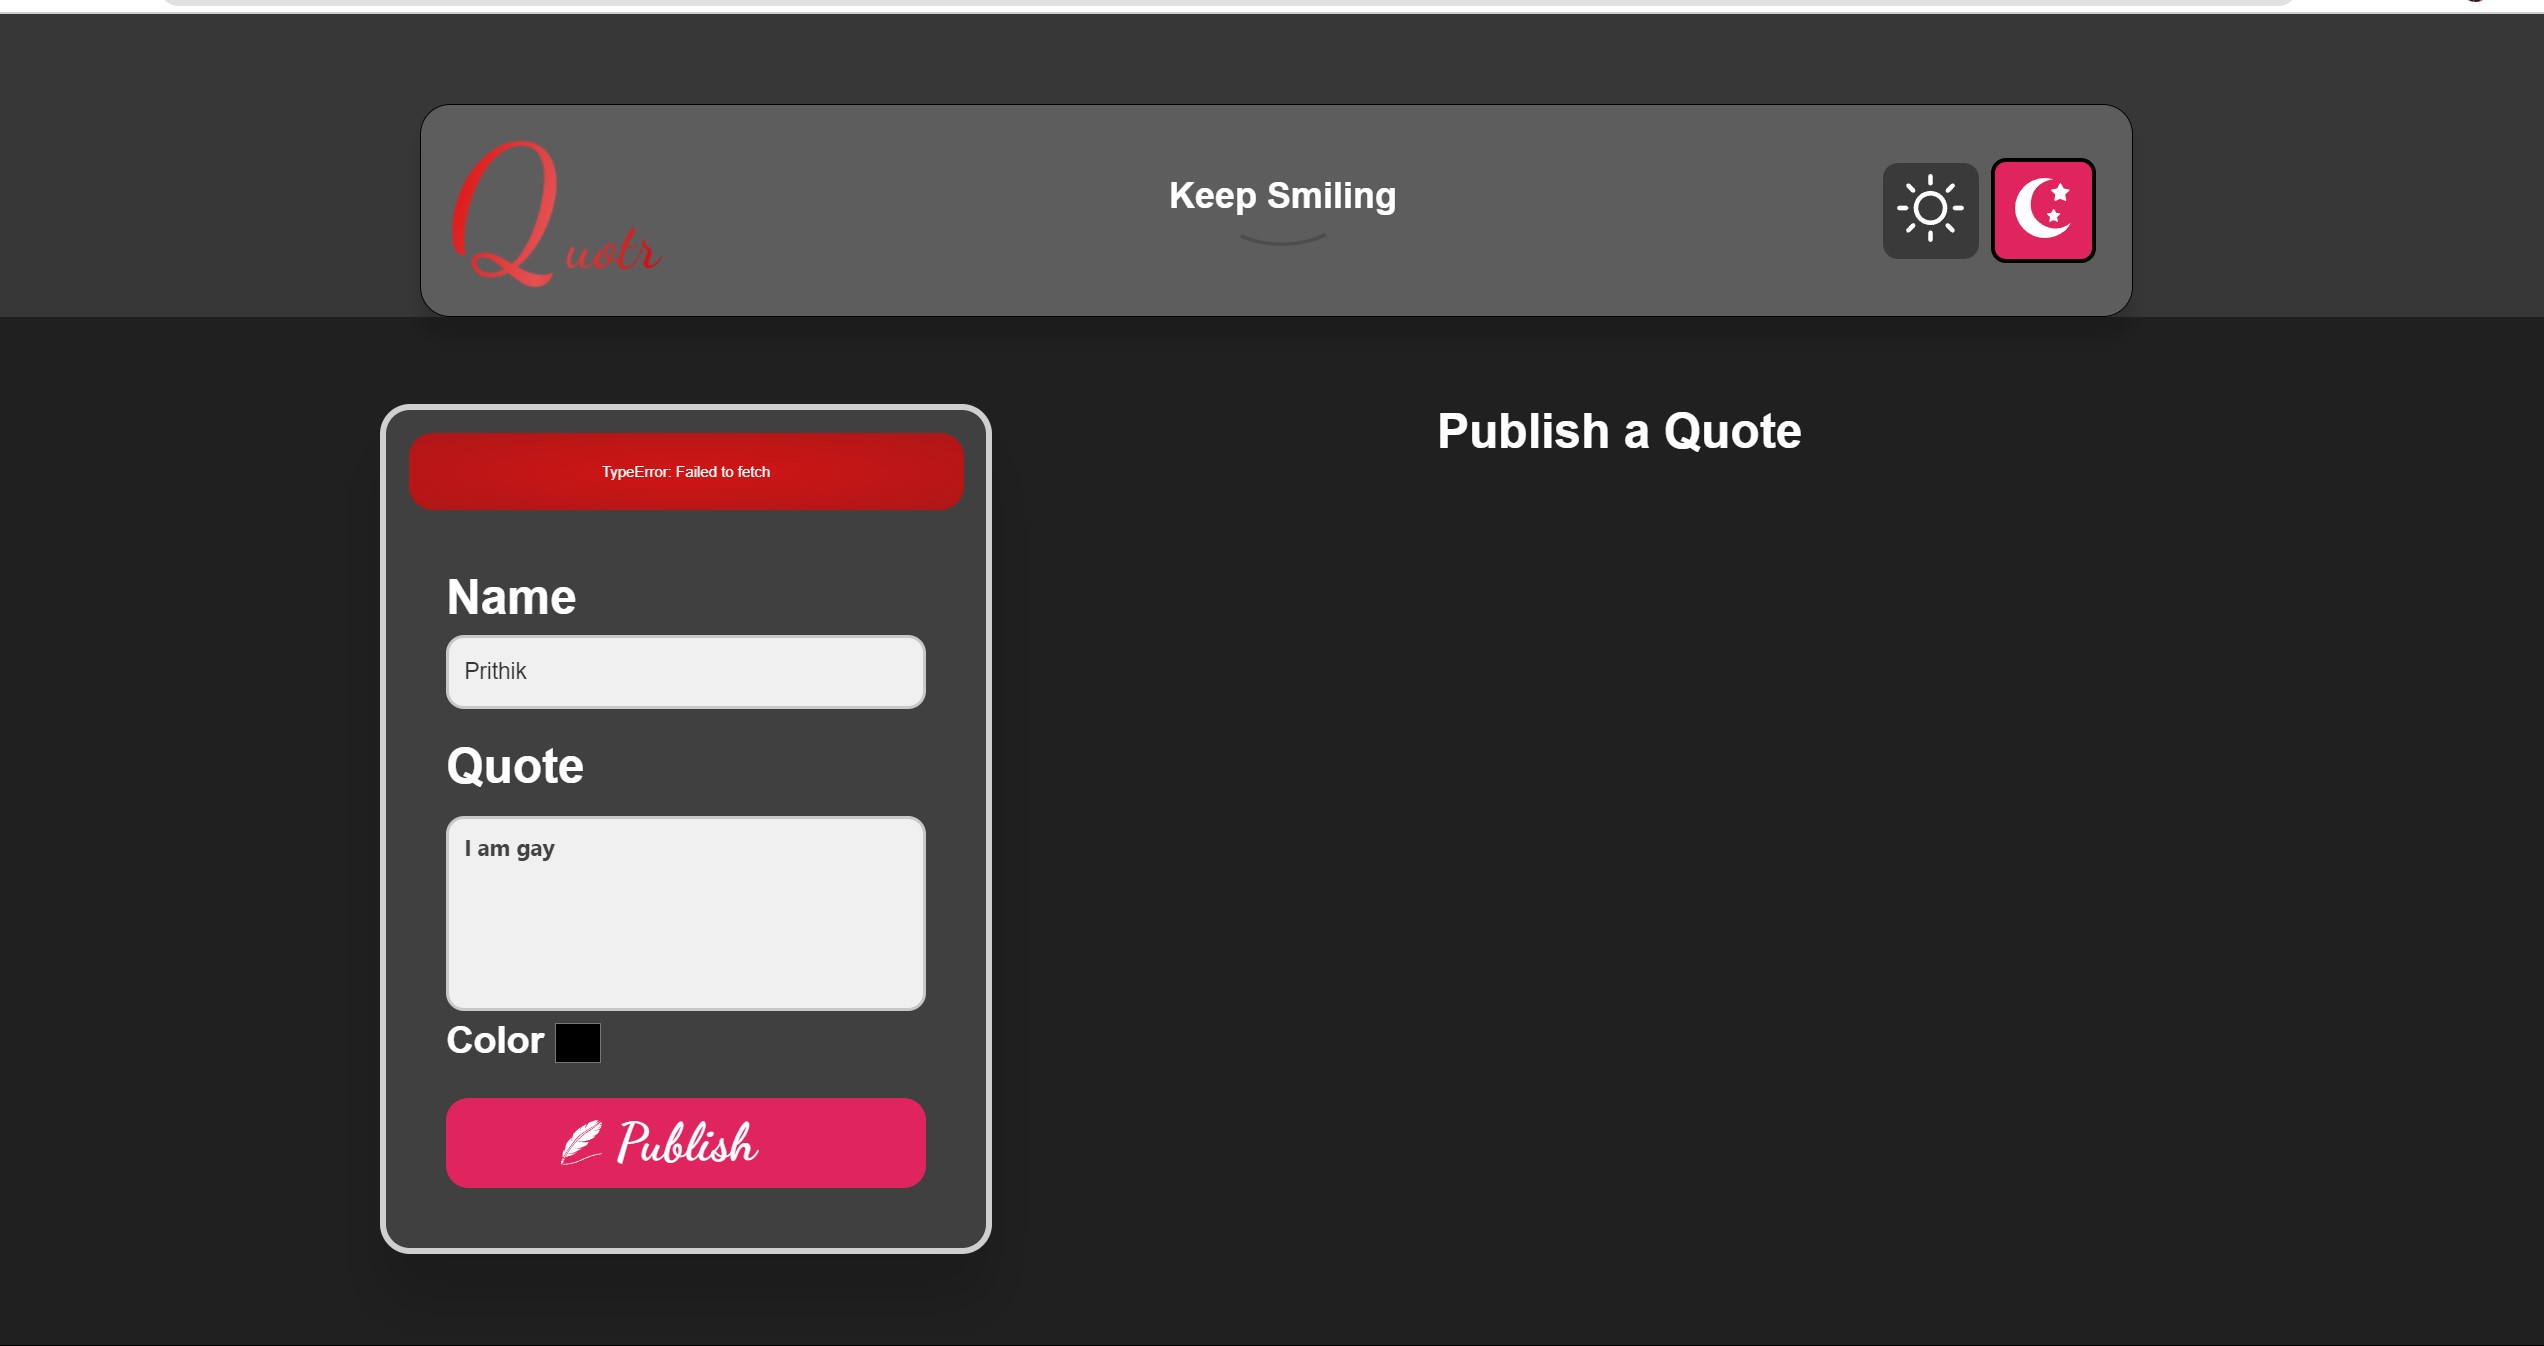 Quotr
Keep Smiling
Publish a Quote
TypeError: Failed to fetch
Name
Prithik
Quote
I am gay
Color
Publish